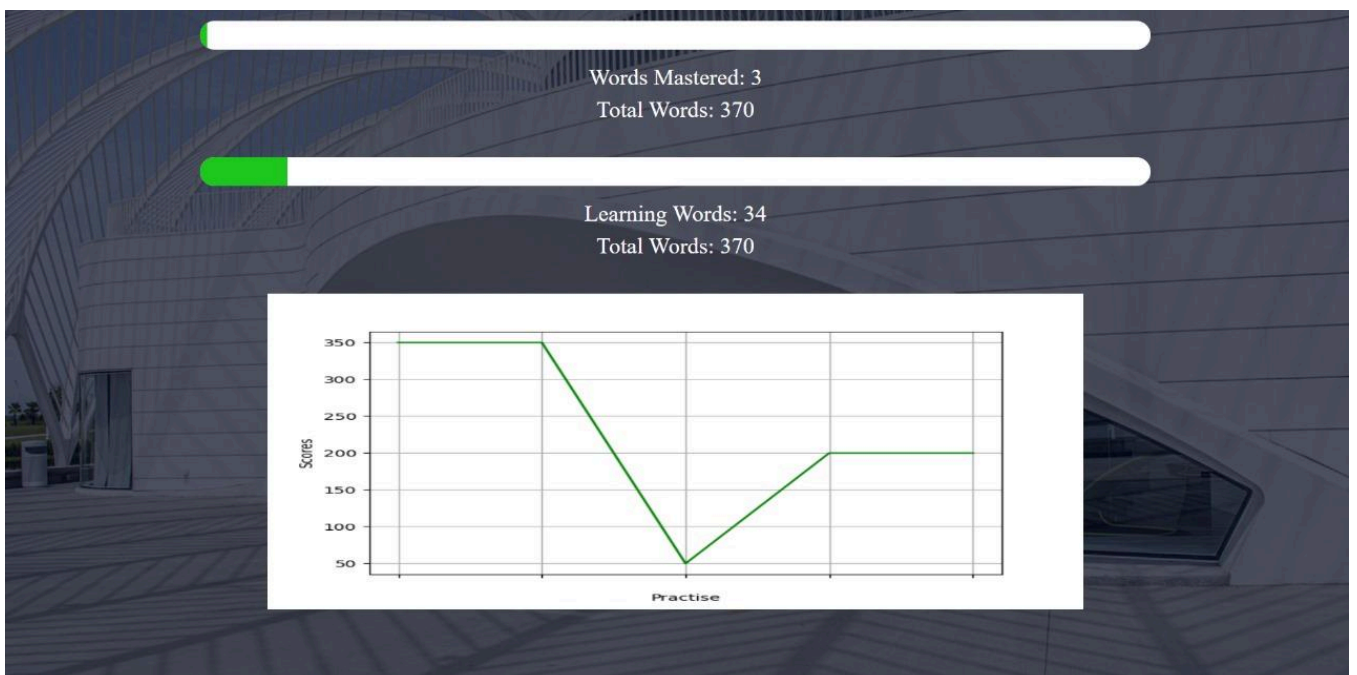 Words Mastered: 3
Total Words: 370
Learning Words: 34
Total Words: 370
350
300
250
200
150
100
50
Scores
Practise